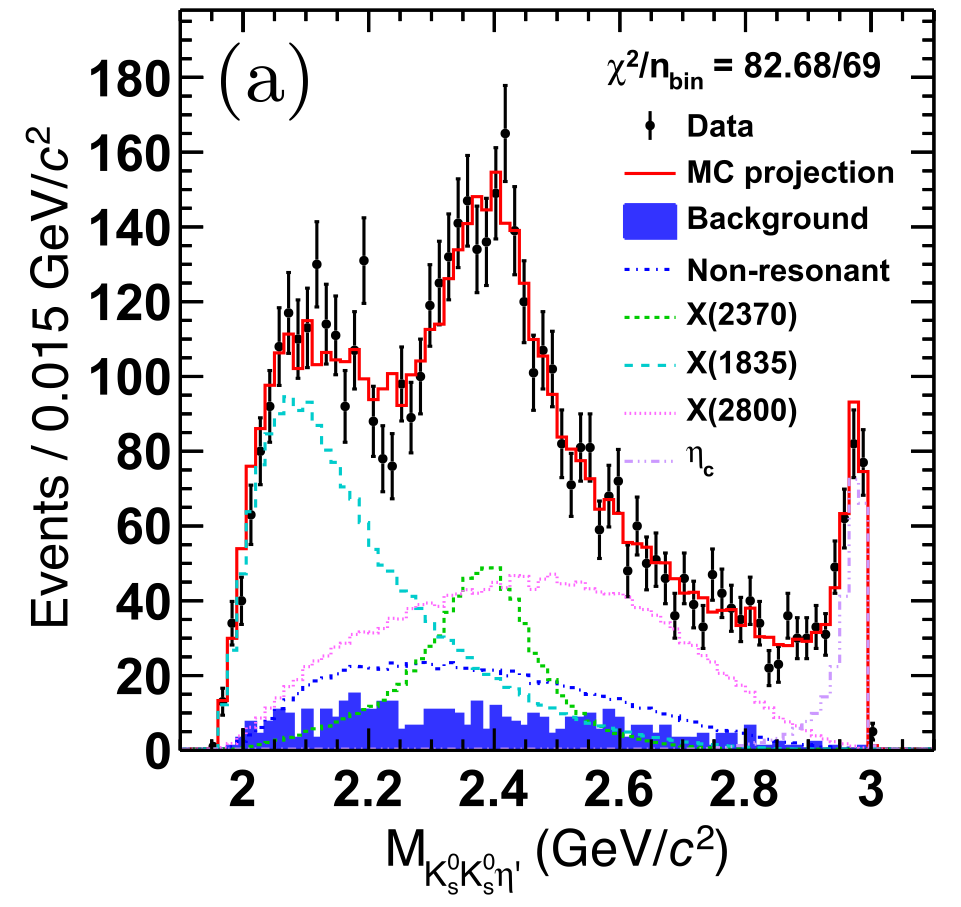 (a)
χ²/n_bin = 82.68/69
Data
MC projection
Background
Non-resonant
X(2370)
X(1835)
X(2800)
η_c
Events / 0.015 GeV/c²
180
160
140
120
100
80
60
40
20
0
2 2.2 2.4 2.6 2.8 3
M_{K⁰_s K⁰_s η'} (GeV/c²)